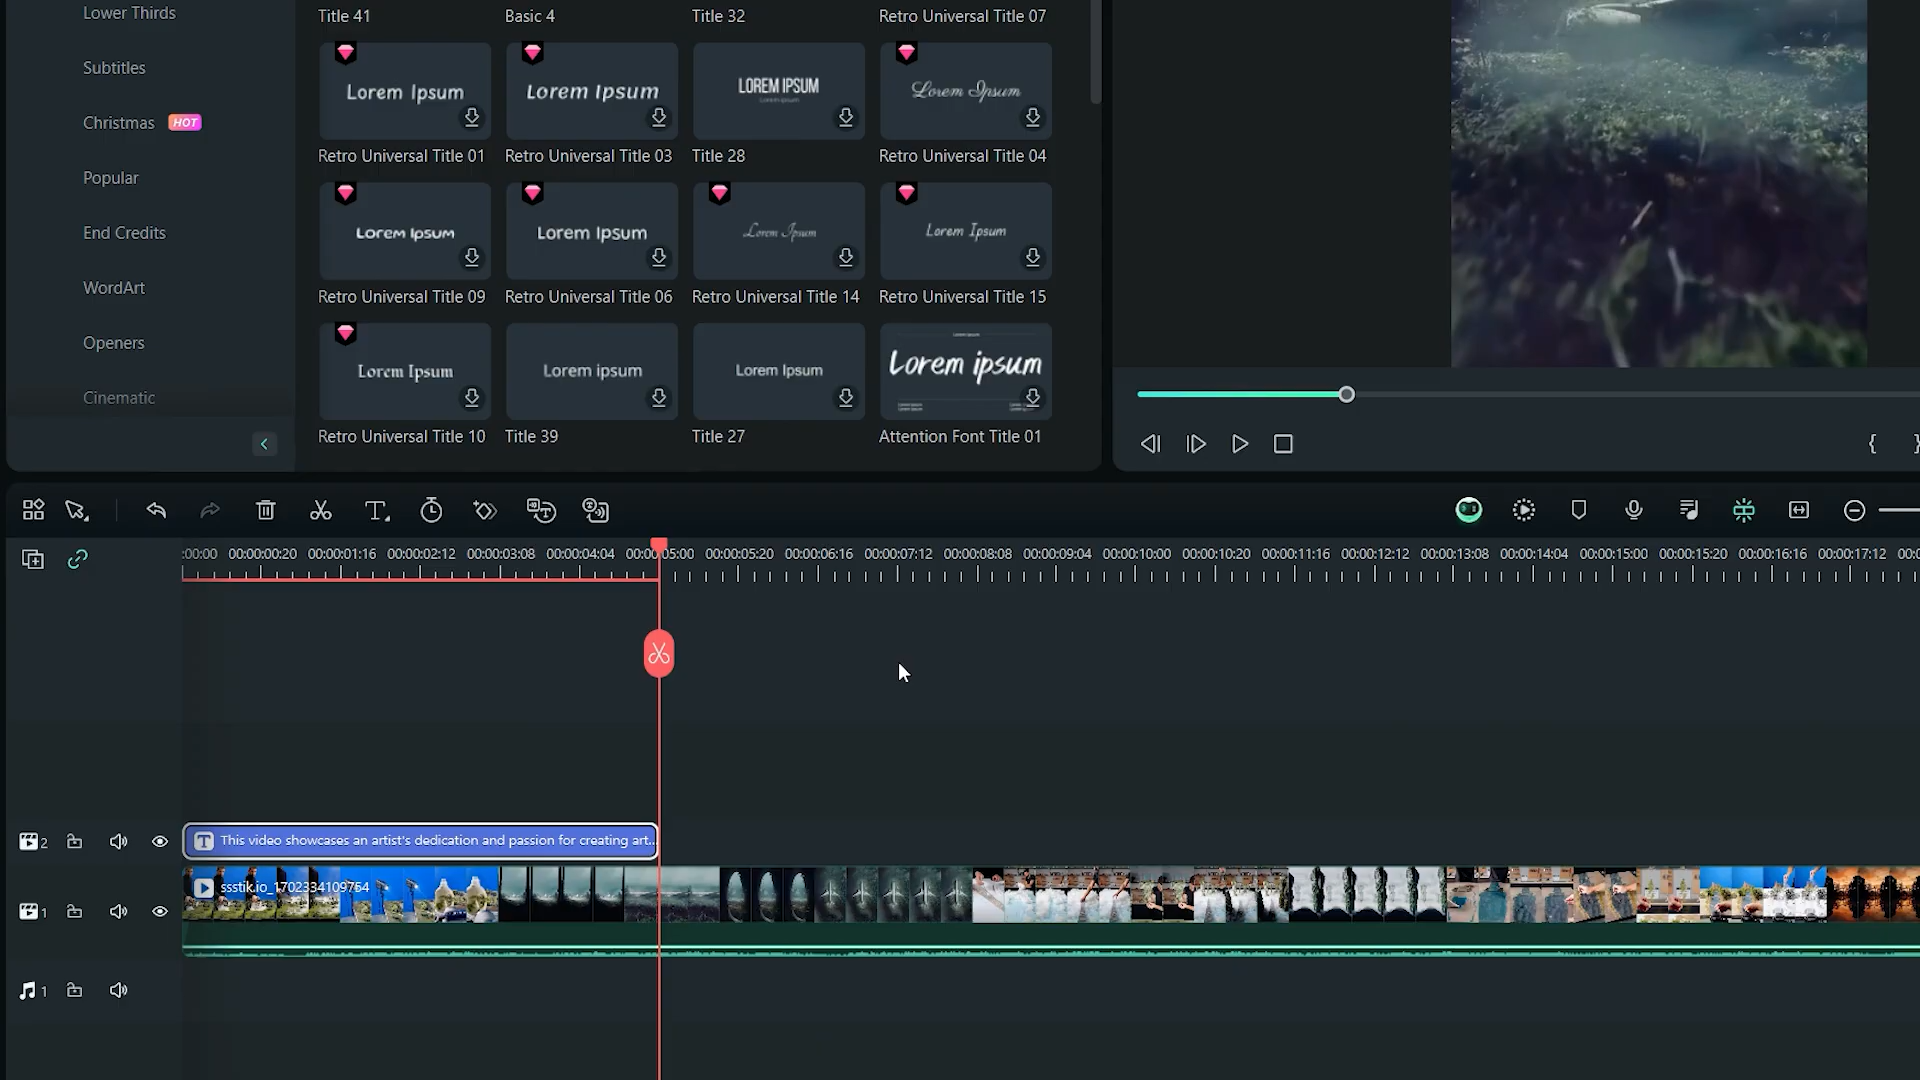 Lower Thirds
Subtitles
Christmas HOT
Popular
End Credits
WordArt
Openers
Cinematic
Title 41
Basic 4
Title 32
Retro Universal Title 07
Lorem Ipsum
Lorem Ipsum
LOREM IPSUM
Lorem Ipsum
Retro Universal Title 01
Retro Universal Title 03
Title 28
Retro Universal Title 04
Lorem Ipsum
Lorem Ipsum
Lorem Ipsum
Lorem Ipsum
Retro Universal Title 09
Retro Universal Title 06
Retro Universal Title 14
Retro Universal Title 15
Lorem Ipsum
Lorem ipsum
Lorem Ipsum
Lorem ipsum
Retro Universal Title 10
Title 39
Title 27
Attention Font Title 01
{ }
:00:00 00:00:00:20 00:00:01:16 00:00:02:12 00:00:03:08 00:00:04:04 00:00:05:00 00:00:05:20 00:00:06:16 00:00:07:12 00:00:08:08 00:00:09:04 00:00:10:00 00:00:10:20 00:00:11:16 00:00:12:12 00:00:13:08 00:00:14:04 00:00:15:00 00:00:15:20 00:00:16:16 00:00:17:12 00:0
2
T This video showcases an artist's dedication and passion for creating art...
ssstik.io_1702334109754
1
1